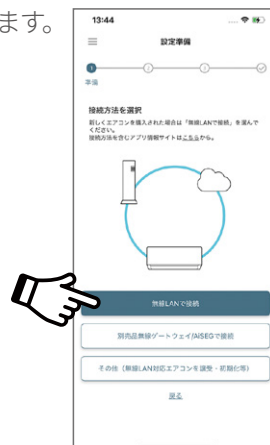 ます。
13:44
設定準備
準備
接続方法を選択
新しくエアコンを購入された場合は「無線LANで接続」を選んで
ください。
接続方法を含むアプリ情報サイトはこちらから。
無線LANで接続
別売品無線ゲートウェイ/AiSEGで接続
その他（無線LAN対応エアコンを譲受・初期化等）
戻る